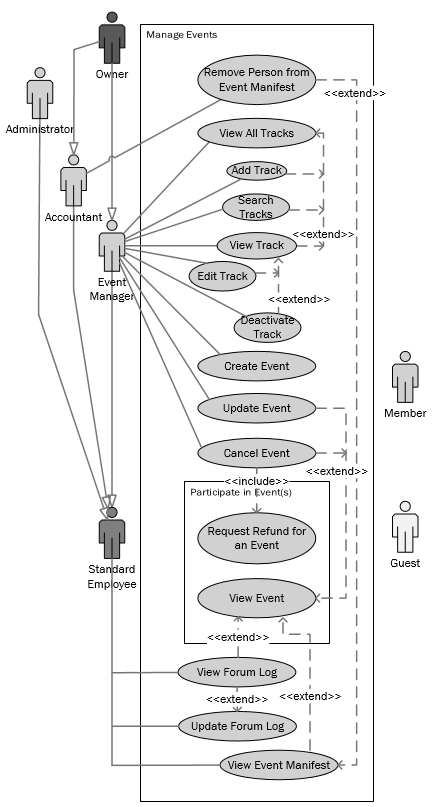 Manage Events
Owner
Remove Person from
Event Manifest
<<extend>>
Administrator
View All Tracks
Add Track
Accountant
Search
Tracks
<<extend>>
View Track
Event
Manager
Edit Track
<<extend>>
Deactivate
Track
Create Event
Member
Update Event
Cancel Event
<<extend>>
<<include>>
Participate in Event(s)
Request Refund for
an Event
Guest
Standard
Employee
View Event
<<extend>>
View Forum Log
<<extend>>
<<extend>>
Update Forum Log
View Event Manifest